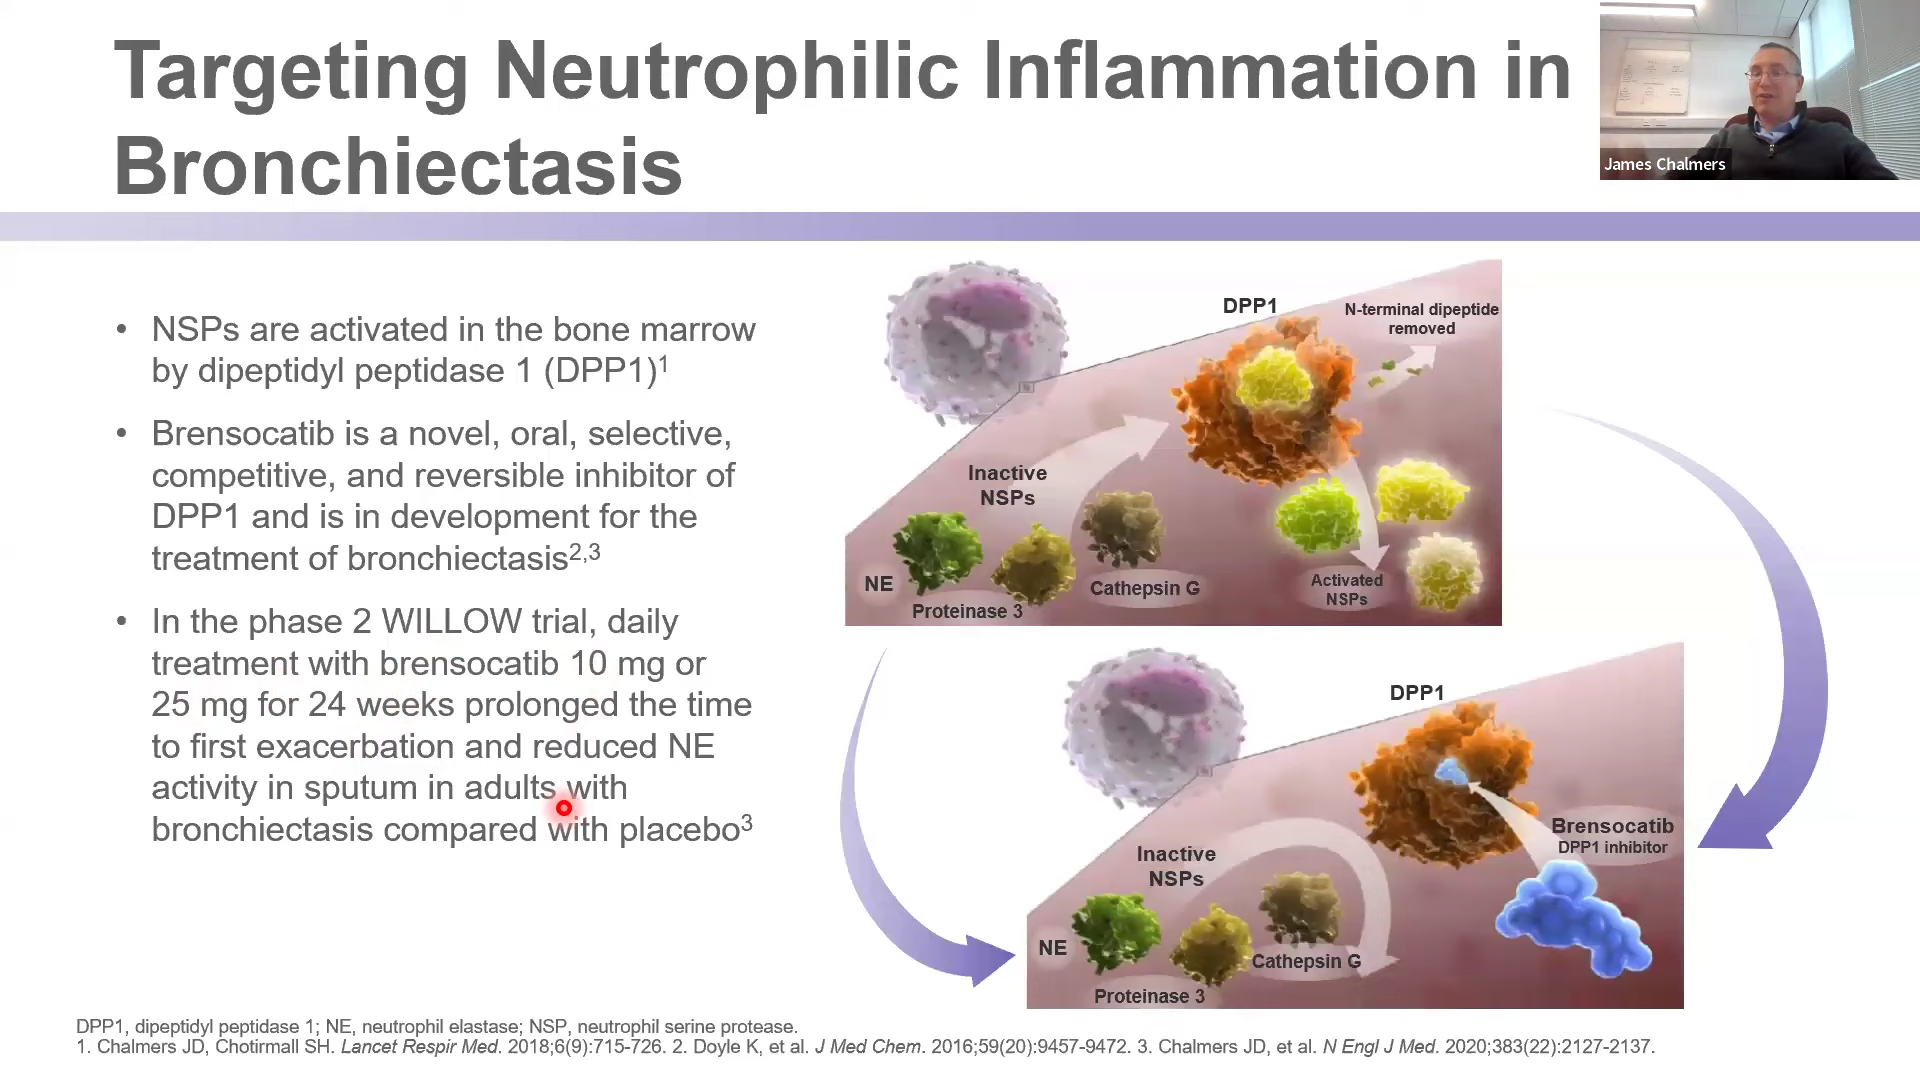 Targeting Neutrophilic Inflammation in
Bronchiectasis
James Chalmers
• NSPs are activated in the bone marrow
by dipeptidyl peptidase 1 (DPP1)1
• Brensocatib is a novel, oral, selective,
competitive, and reversible inhibitor of
DPP1 and is in development for the
treatment of bronchiectasis2,3
• In the phase 2 WILLOW trial, daily
treatment with brensocatib 10 mg or
25 mg for 24 weeks prolonged the time
to first exacerbation and reduced NE
activity in sputum in adults with
bronchiectasis compared with placebo3
DPP1
N-terminal dipeptide
removed
Inactive
NSPs
NE
Proteinase 3
Cathepsin G
Activated
NSPs
DPP1
Brensocatib
DPP1 inhibitor
Inactive
NSPs
NE
Cathepsin G
Proteinase 3
DPP1, dipeptidyl peptidase 1; NE, neutrophil elastase; NSP, neutrophil serine protease.
1. Chalmers JD, Chotirmall SH. Lancet Respir Med. 2018;6(9):715-726. 2. Doyle K, et al. J Med Chem. 2016;59(20):9457-9472. 3. Chalmers JD, et al. N Engl J Med. 2020;383(22):2127-2137.